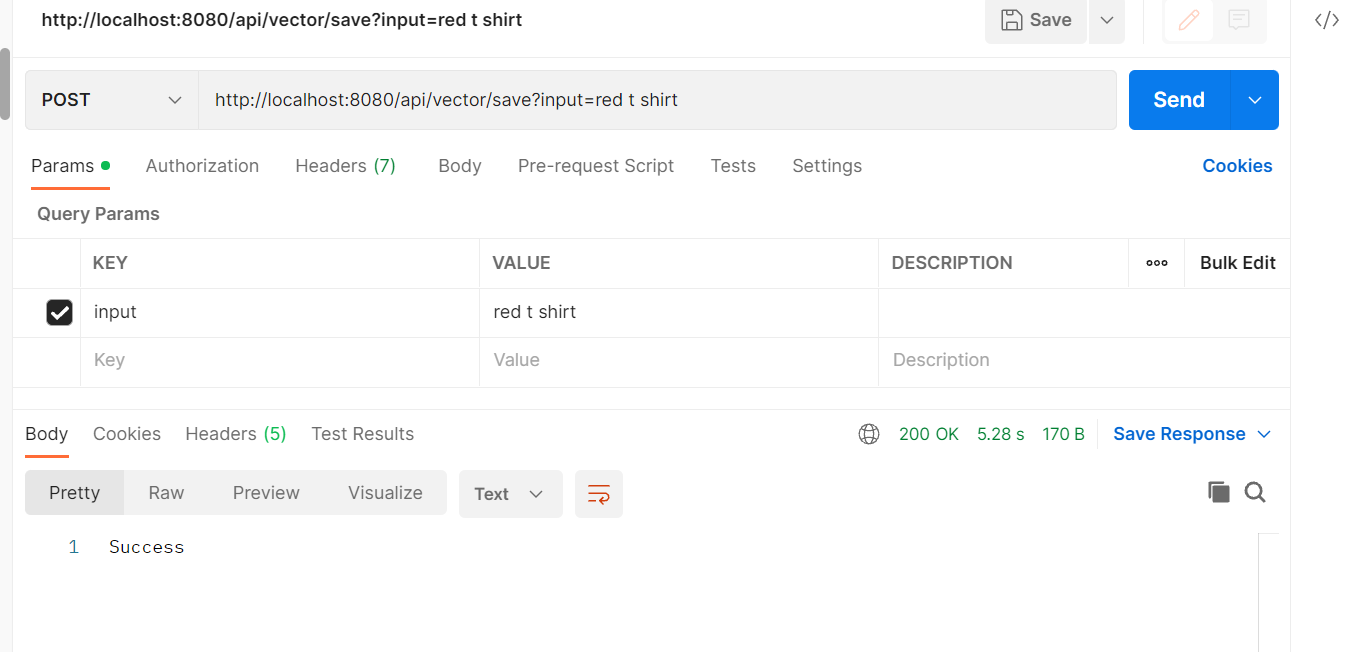 http://localhost:8080/api/vector/save?input=red t shirt
Save
</>
POST
http://localhost:8080/api/vector/save?input=red t shirt
Send
Params
Authorization
Headers (7)
Body
Pre-request Script
Tests
Settings
Cookies
Query Params
KEY
VALUE
DESCRIPTION
Bulk Edit
input
red t shirt
Key
Value
Description
Body
Cookies
Headers (5)
Test Results
200 OK
5.28 s
170 B
Save Response
Pretty
Raw
Preview
Visualize
Text
1 Success